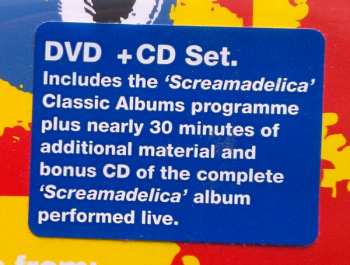 DVD + CD Set.
Includes the 'Screamadelica'
Classic Albums programme
plus nearly 30 minutes of
additional material and
bonus CD of the complete
'Screamadelica' album
performed live.
from: